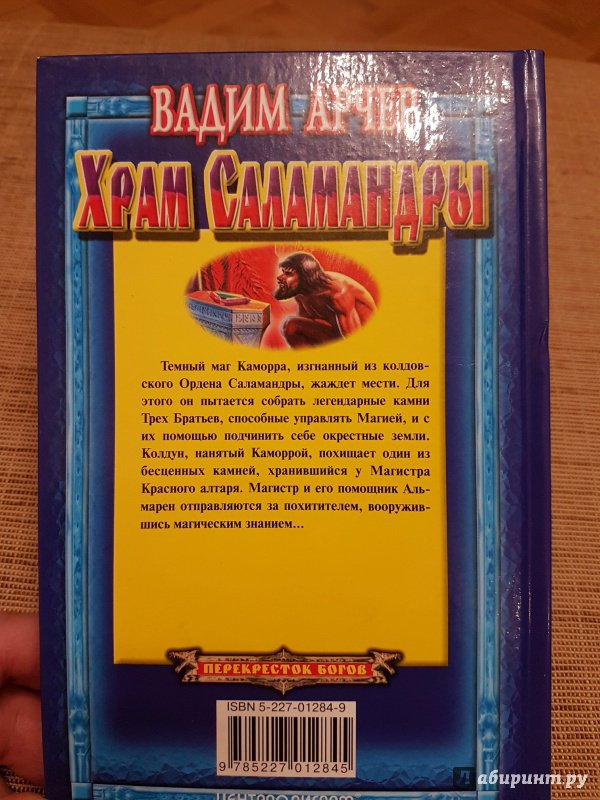 ВАДИМ АРЧЕВ
ХРАМ САЛАМАНДРЫ
Темный маг Каморра, изгнанный из колдов-
ского Ордена Саламандры, жаждет мести. Для
этого он пытается собрать легендарные камни
Трех Братьев, способные управлять Магией, и с
их помощью подчинить себе окрестные земли.
Колдун, нанятый Каморрой, похищает один из
бесценных камней, хранившийся у Магистра
Красного алтаря. Магистр и его помощник Аль-
марен отправляются за похитителем, вооружив-
шись магическим знанием...
ПЕРЕКРЕСТОК БОГОВ
ISBN 5-227-01284-9
9 785227 012845
Лабиринт.ру
ЦЕНТРПОЛИГРАФ